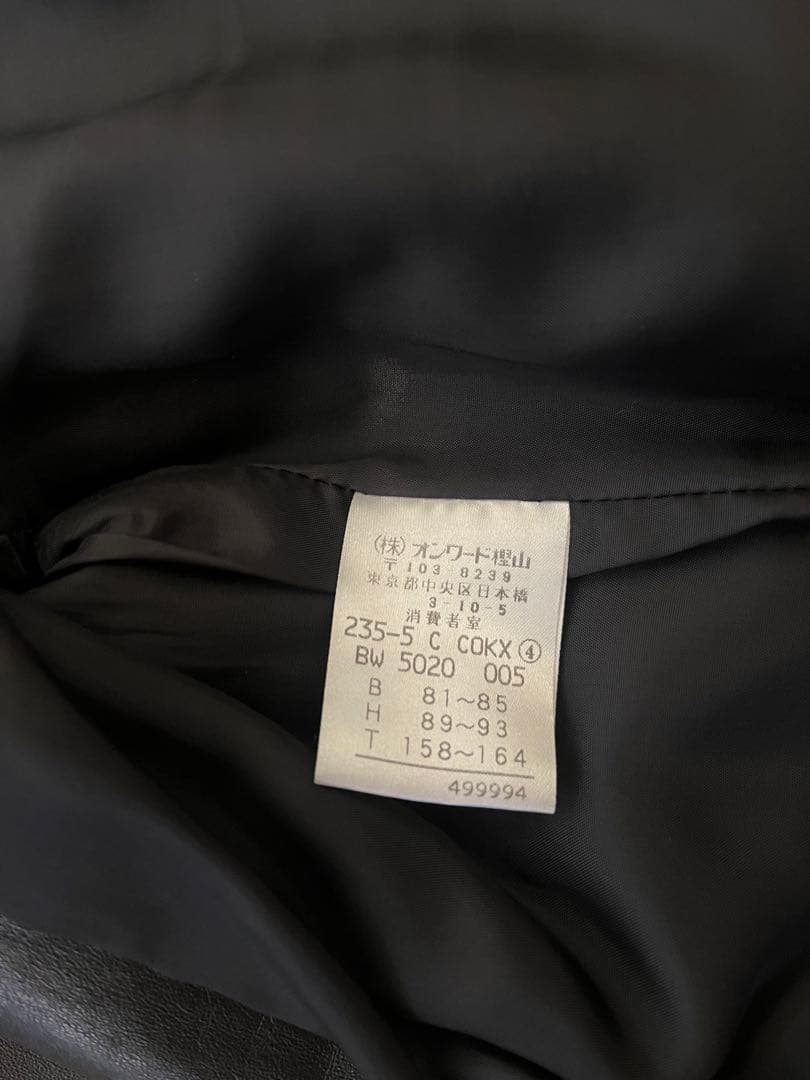 (株)オンワード樫山
〒103-8239
東京都中央区日本橋
3-10-5
消費者室
235-5 C COKX④
BW 5020 005
B 81~85
H 89~93
T 158~164
499994